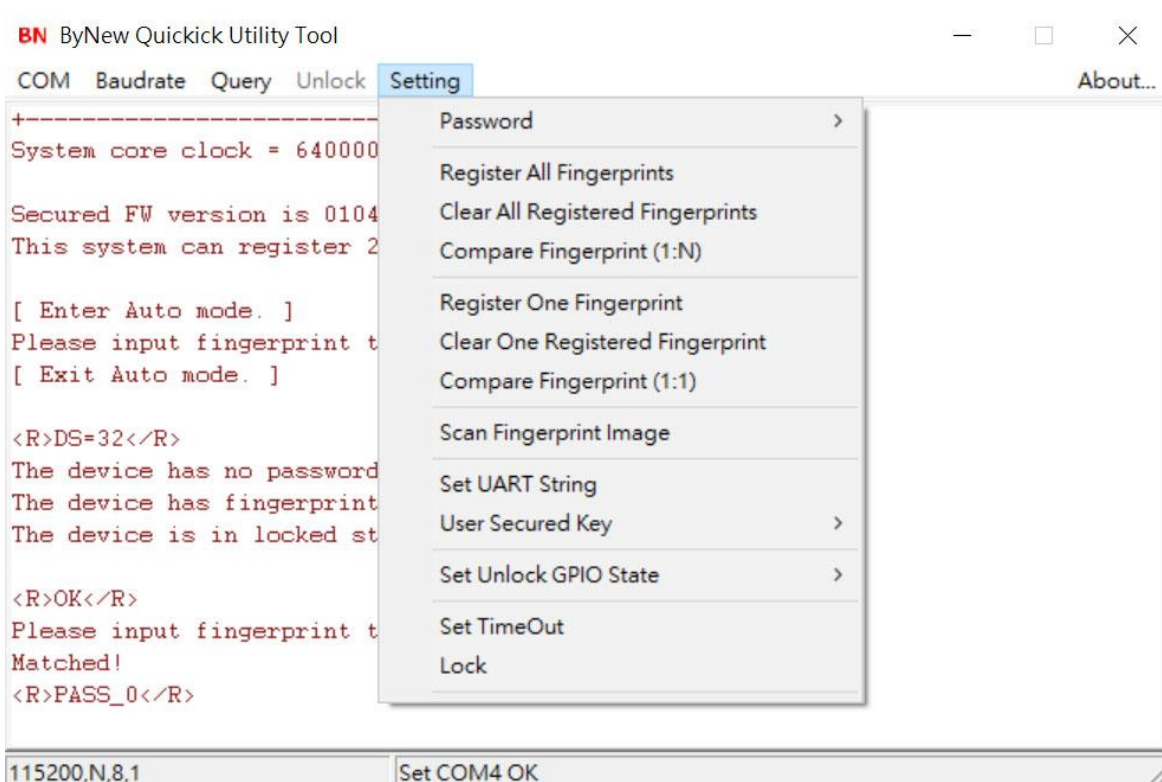 BN ByNew Quickick Utility Tool
COM Baudrate Query Unlock Setting About...
+--------------------------
System core clock = 640000
Secured FW version is 0104
This system can register 2
[ Enter Auto mode. ]
Please input fingerprint t
[ Exit Auto mode. ]
<R>DS=32</R>
The device has no password
The device has fingerprint
The device is in locked st
<R>OK</R>
Please input fingerprint t
Matched!
<R>PASS_0</R>
Password
Register All Fingerprints
Clear All Registered Fingerprints
Compare Fingerprint (1:N)
Register One Fingerprint
Clear One Registered Fingerprint
Compare Fingerprint (1:1)
Scan Fingerprint Image
Set UART String
User Secured Key
Set Unlock GPIO State
Set TimeOut
Lock
115200,N,8,1
Set COM4 OK